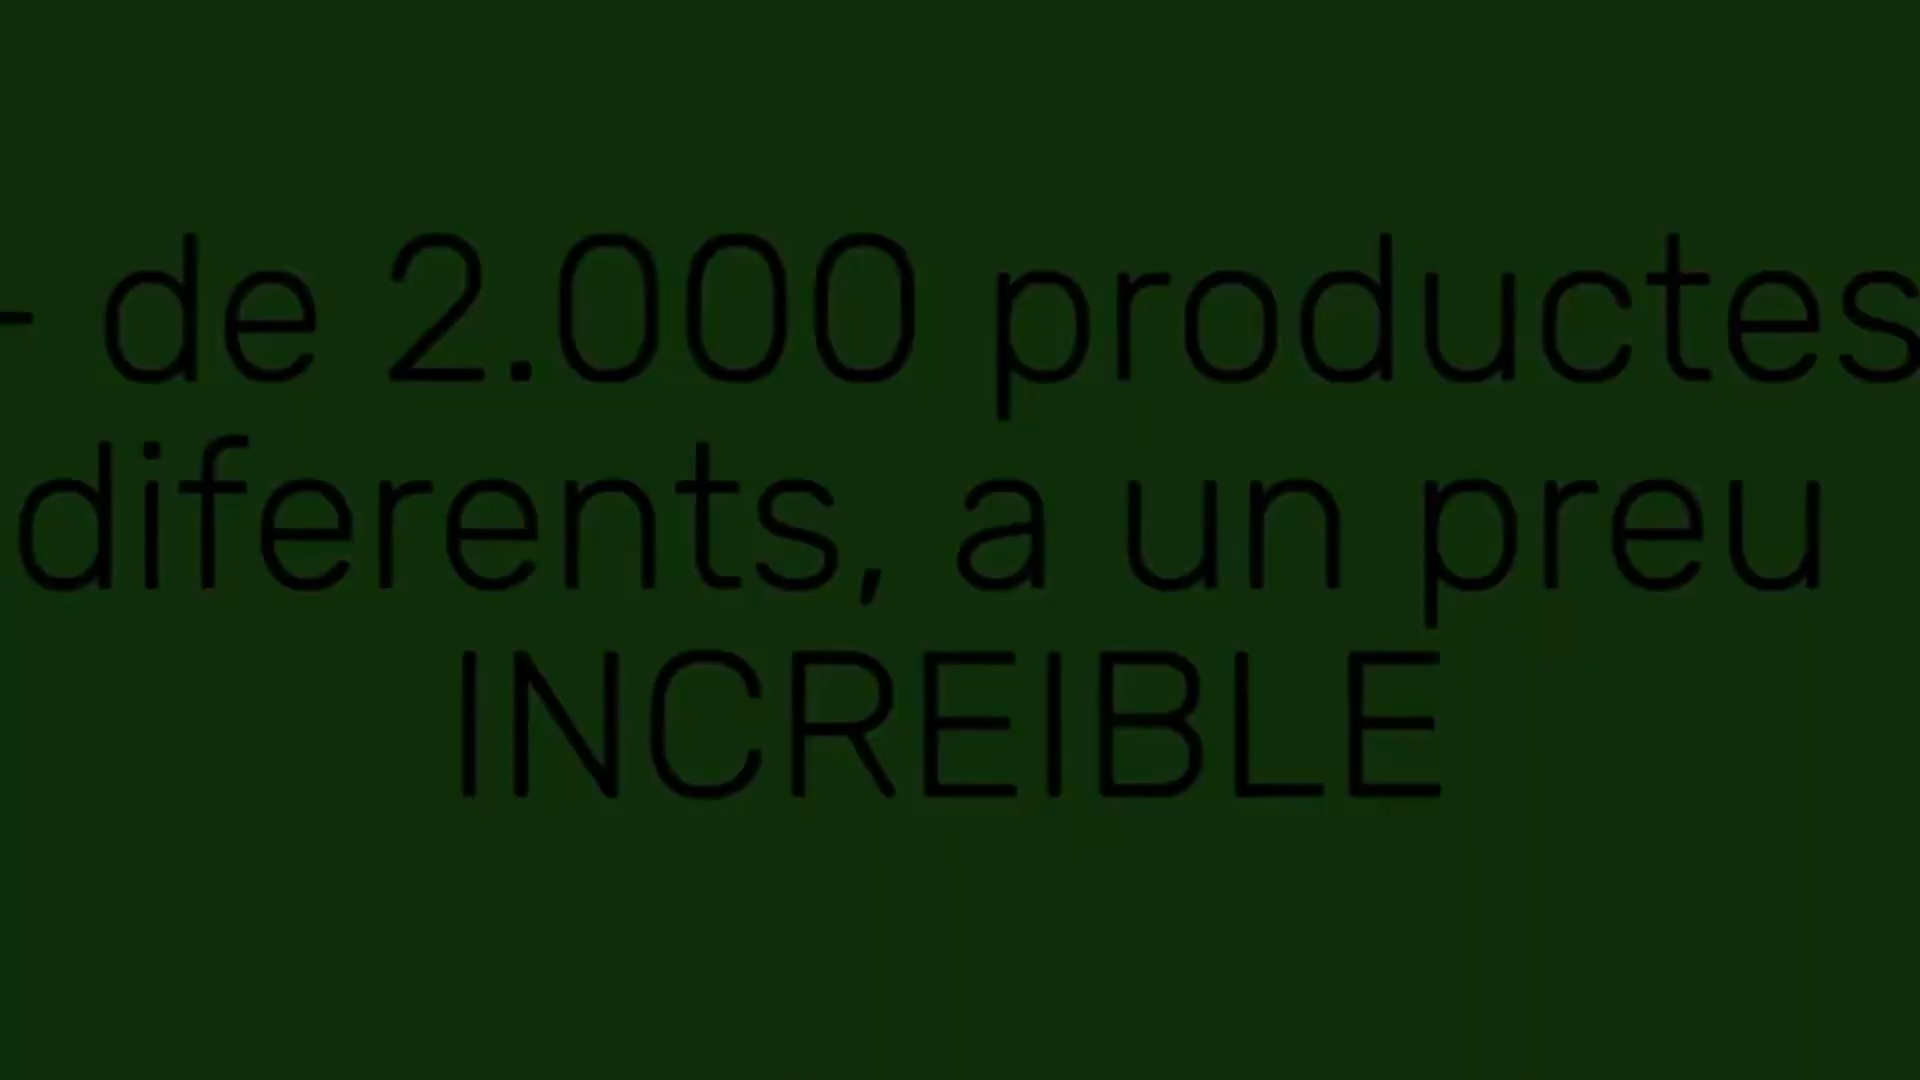 + de 2.000 productes
diferents, a un preu
INCREIBLE